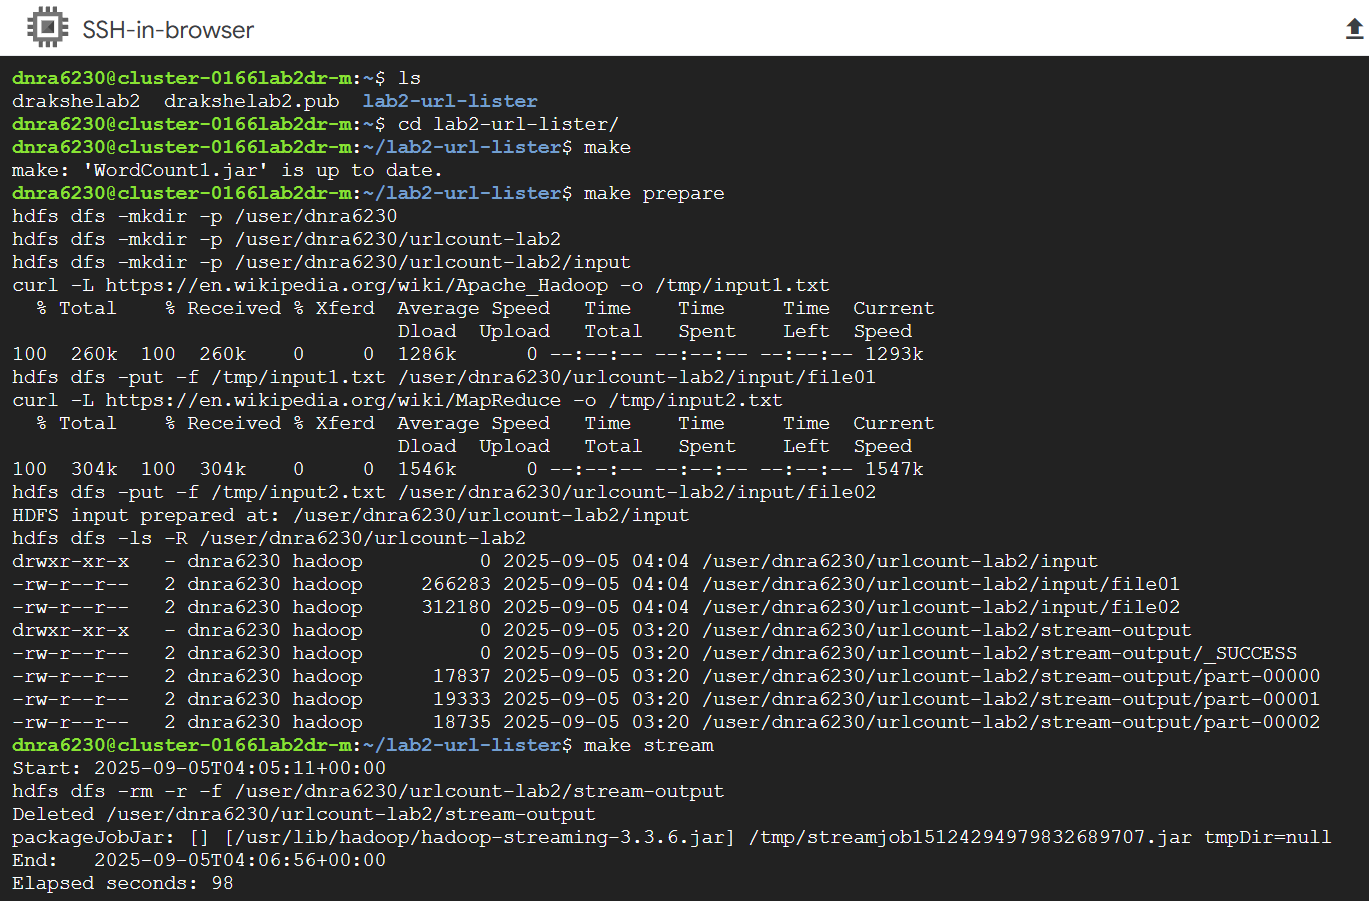 SSH-in-browser
dnra6230@cluster-0166lab2dr-m:~$ ls
drakshelab2  drakshelab2.pub  lab2-url-lister
dnra6230@cluster-0166lab2dr-m:~$ cd lab2-url-lister/
dnra6230@cluster-0166lab2dr-m:~/lab2-url-lister$ make
make: 'WordCount1.jar' is up to date.
dnra6230@cluster-0166lab2dr-m:~/lab2-url-lister$ make prepare
hdfs dfs -mkdir -p /user/dnra6230
hdfs dfs -mkdir -p /user/dnra6230/urlcount-lab2
hdfs dfs -mkdir -p /user/dnra6230/urlcount-lab2/input
curl -L https://en.wikipedia.org/wiki/Apache_Hadoop -o /tmp/input1.txt
  % Total    % Received % Xferd  Average Speed   Time    Time     Time  Current
                                 Dload  Upload   Total   Spent    Left  Speed
100  260k  100  260k    0     0  1286k      0 --:--:-- --:--:-- --:--:-- 1293k
hdfs dfs -put -f /tmp/input1.txt /user/dnra6230/urlcount-lab2/input/file01
curl -L https://en.wikipedia.org/wiki/MapReduce -o /tmp/input2.txt
  % Total    % Received % Xferd  Average Speed   Time    Time     Time  Current
                                 Dload  Upload   Total   Spent    Left  Speed
100  304k  100  304k    0     0  1546k      0 --:--:-- --:--:-- --:--:-- 1547k
hdfs dfs -put -f /tmp/input2.txt /user/dnra6230/urlcount-lab2/input/file02
HDFS input prepared at: /user/dnra6230/urlcount-lab2/input
hdfs dfs -ls -R /user/dnra6230/urlcount-lab2
drwxr-xr-x   - dnra6230 hadoop          0 2025-09-05 04:04 /user/dnra6230/urlcount-lab2/input
-rw-r--r--   2 dnra6230 hadoop     266283 2025-09-05 04:04 /user/dnra6230/urlcount-lab2/input/file01
-rw-r--r--   2 dnra6230 hadoop     312180 2025-09-05 04:04 /user/dnra6230/urlcount-lab2/input/file02
drwxr-xr-x   - dnra6230 hadoop          0 2025-09-05 03:20 /user/dnra6230/urlcount-lab2/stream-output
-rw-r--r--   2 dnra6230 hadoop          0 2025-09-05 03:20 /user/dnra6230/urlcount-lab2/stream-output/_SUCCESS
-rw-r--r--   2 dnra6230 hadoop      17837 2025-09-05 03:20 /user/dnra6230/urlcount-lab2/stream-output/part-00000
-rw-r--r--   2 dnra6230 hadoop      19333 2025-09-05 03:20 /user/dnra6230/urlcount-lab2/stream-output/part-00001
-rw-r--r--   2 dnra6230 hadoop      18735 2025-09-05 03:20 /user/dnra6230/urlcount-lab2/stream-output/part-00002
dnra6230@cluster-0166lab2dr-m:~/lab2-url-lister$ make stream
Start: 2025-09-05T04:05:11+00:00
hdfs dfs -rm -r -f /user/dnra6230/urlcount-lab2/stream-output
Deleted /user/dnra6230/urlcount-lab2/stream-output
packageJobJar: [] [/usr/lib/hadoop/hadoop-streaming-3.3.6.jar] /tmp/streamjob15124294979832689707.jar tmpDir=null
End:   2025-09-05T04:06:56+00:00
Elapsed seconds: 98